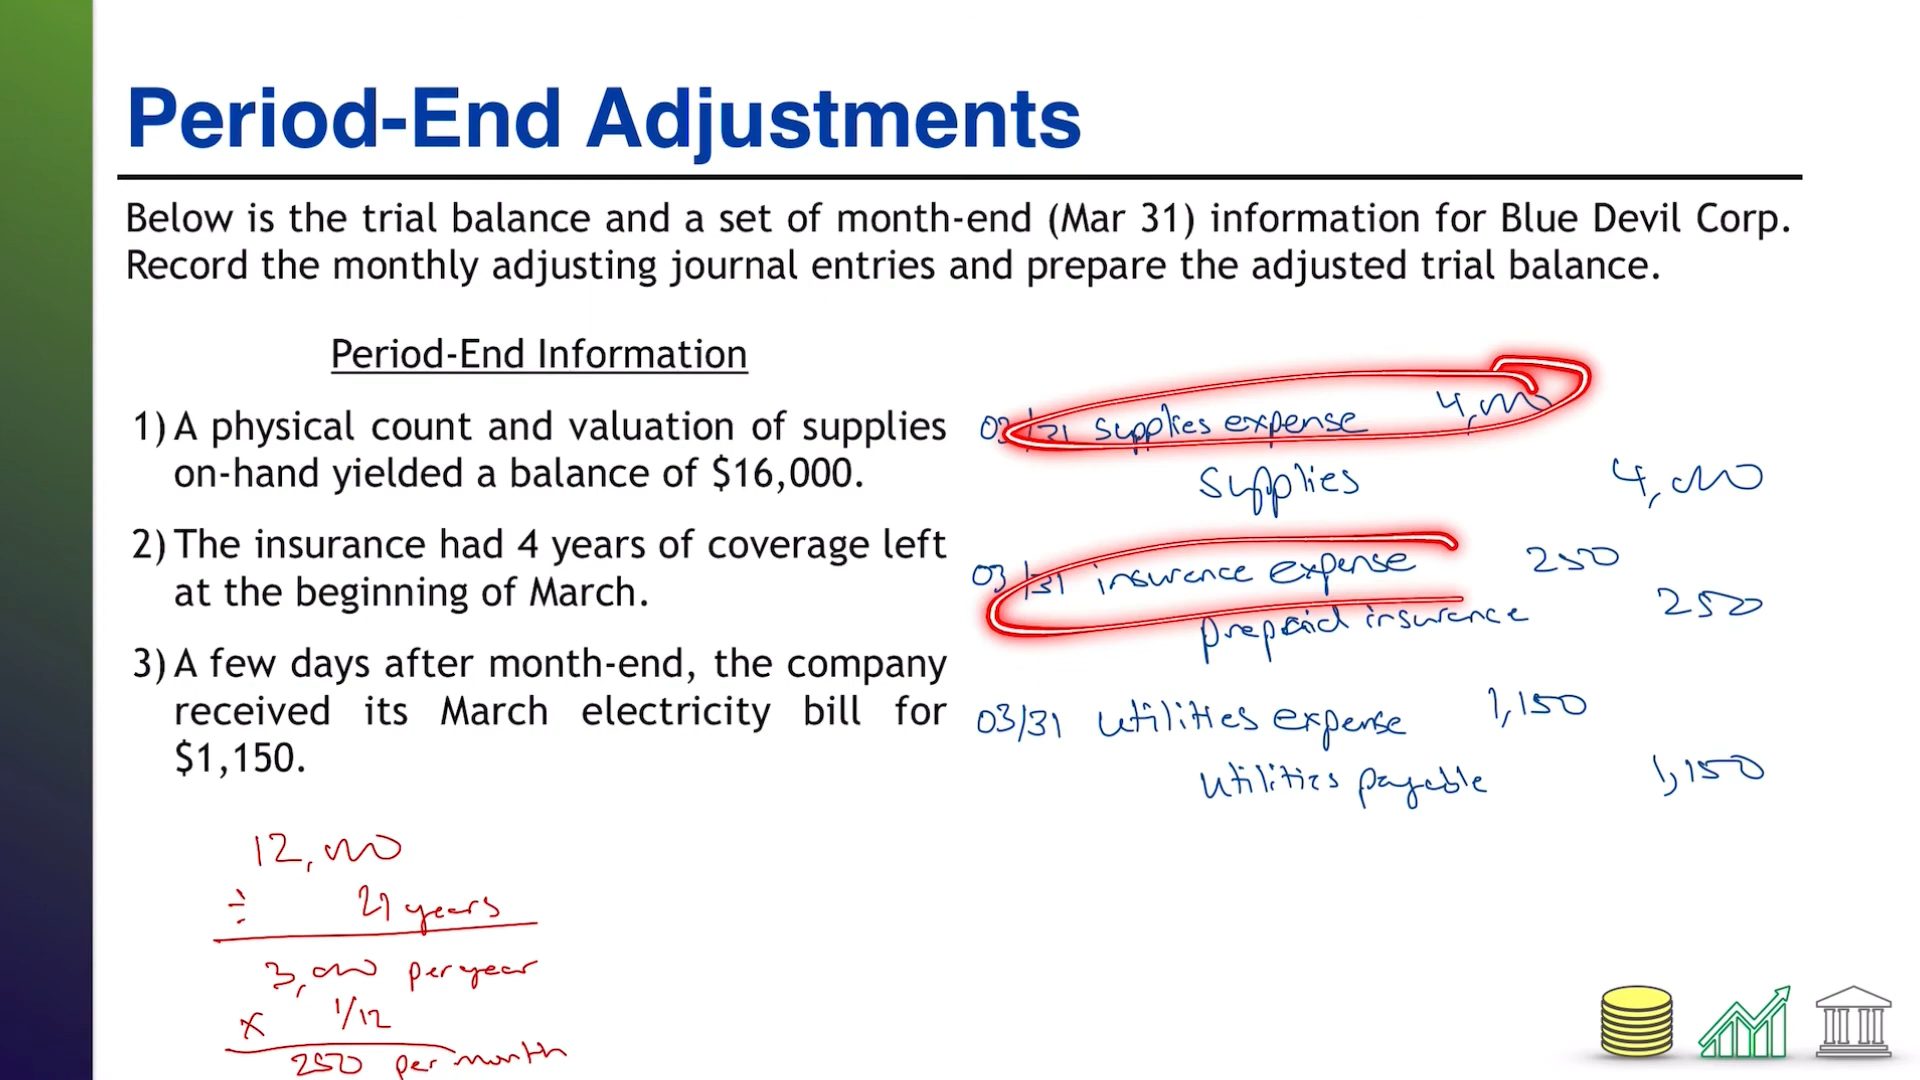 Period-End Adjustments
Below is the trial balance and a set of month-end (Mar 31) information for Blue Devil Corp.
Record the monthly adjusting journal entries and prepare the adjusted trial balance.
Period-End Information
1) A physical count and valuation of supplies
on-hand yielded a balance of $16,000.
2) The insurance had 4 years of coverage left
at the beginning of March.
3) A few days after month-end, the company
received its March electricity bill for
$1,150.
03/31 supplies expense 4,000
supplies 4,000
03/31 insurance expense 250
prepaid insurance 250
03/31 utilities expense 1,150
utilities payable 1,150
12,000
÷ 4 years
3,000 per year
x 1/12
250 per month